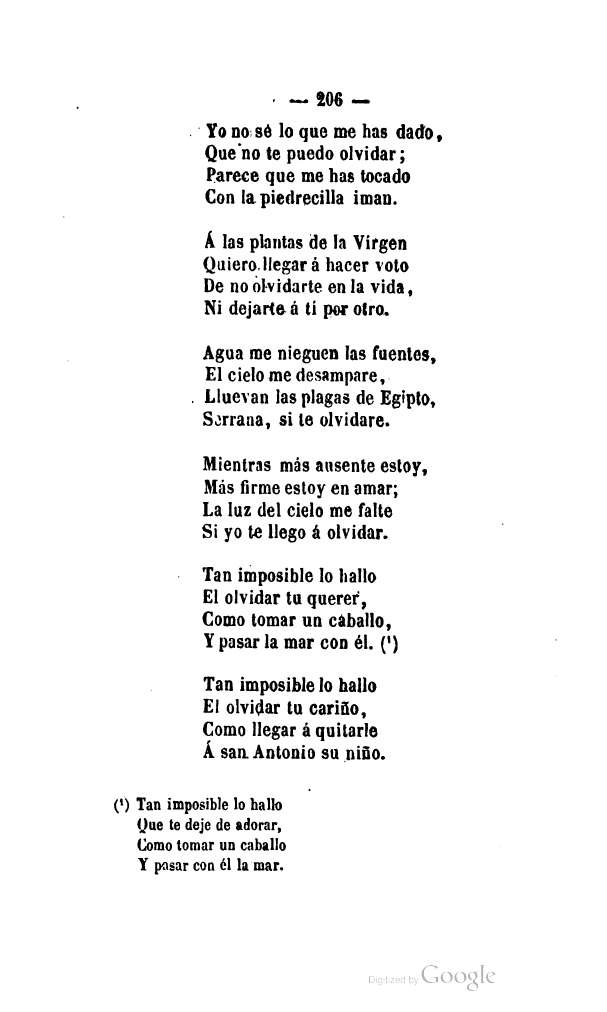 — 206 —
Yo no sé lo que me has dado,
Que no te puedo olvidar;
Parece que me has tocado
Con la piedrecilla iman.
Á las plantas de la Virgen
Quiero llegar á hacer voto
De no olvidarte en la vida,
Ni dejarte á ti por otro.
Agua me nieguen las fuentes,
El cielo me desampare,
Lluevan las plagas de Egipto,
Serrana, si te olvidare.
Mientras más ausente estoy,
Más firme estoy en amar;
La luz del cielo me falte
Si yo te llego á olvidar.
Tan imposible lo hallo
El olvidar tu querer,
Como tomar un caballo,
Y pasar la mar con él. (¹)
Tan imposible lo hallo
El olvidar tu cariño,
Como llegar á quitarle
Á san Antonio su niño.
(¹) Tan imposible lo hallo
Que te deje de adorar,
Como tomar un caballo
Y pasar con él la mar.
Digitized by Google